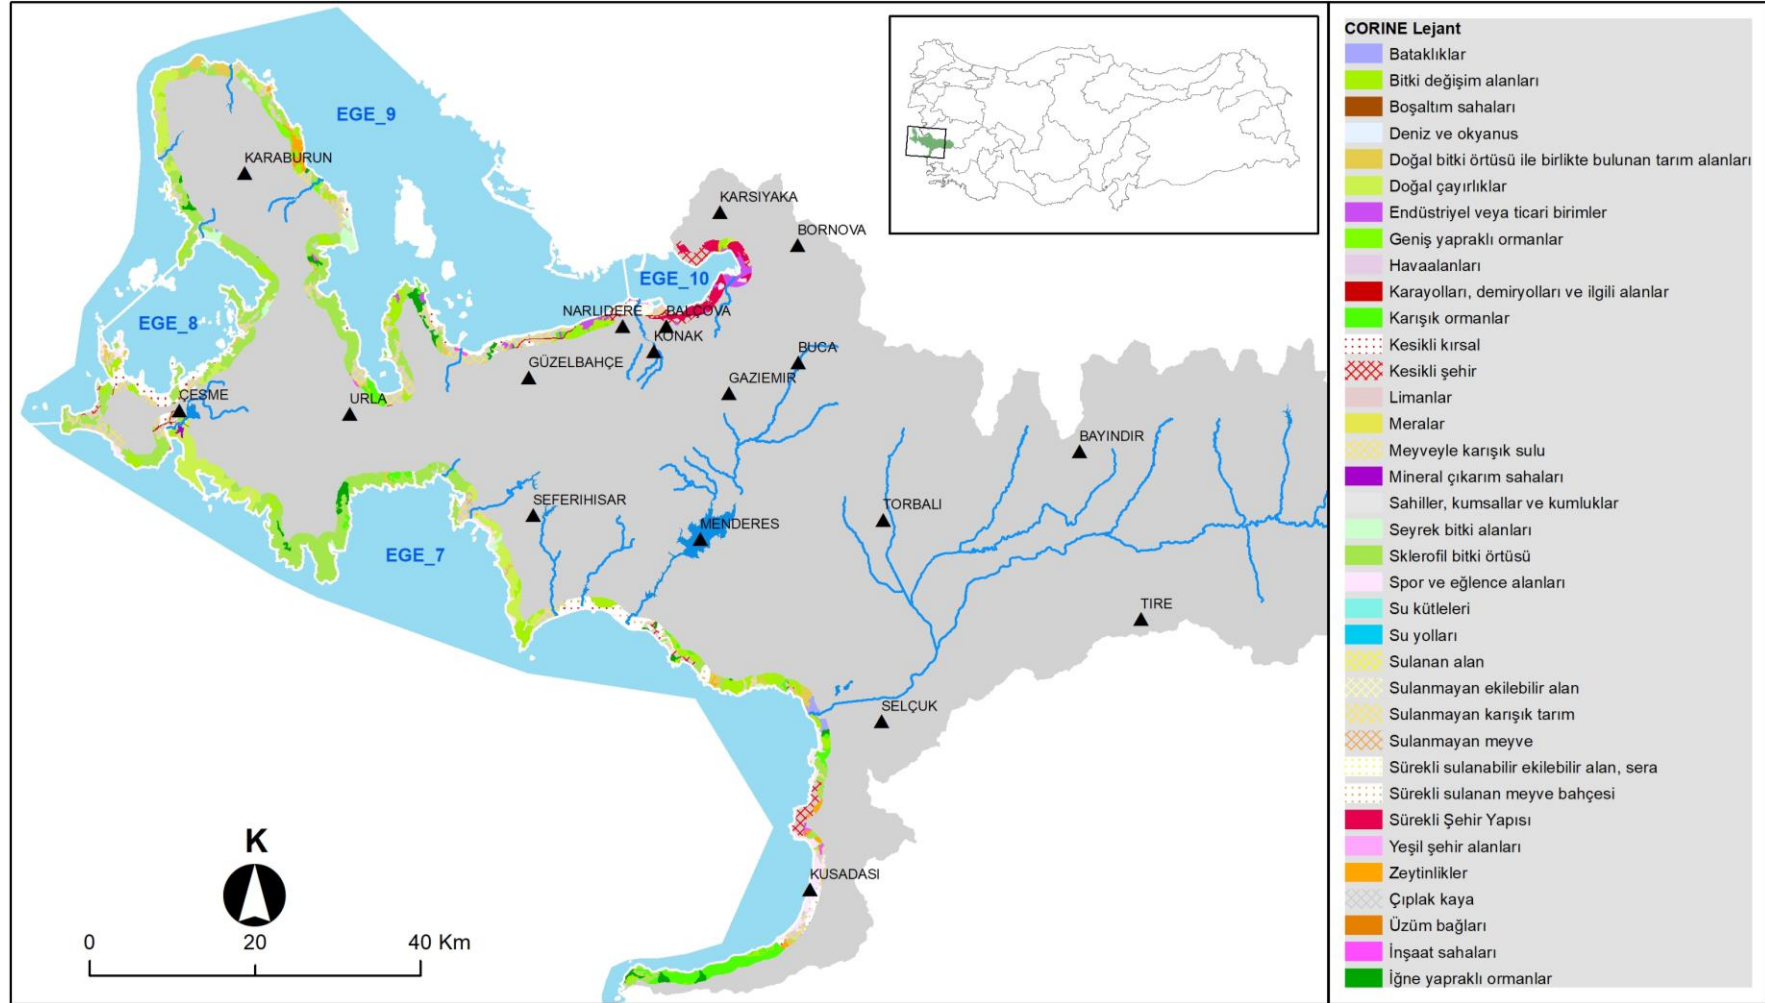 EGE_9
KARABURUN
KARSIYAKA
BORNOVA
EGE_10
EGE_8
NARLIDERE
BALÇOVA
KONAK
BUCA
GÜZELBAHÇE
GAZIEMIR
ÇESME
URLA
BAYINDIR
SEFERIHISAR
TORBALI
MENDERES
EGE_7
TIRE
SELÇUK
KUSADASI
K
0 20 40 Km
CORINE Lejant
Bataklıklar
Bitki değişim alanları
Boşaltım sahaları
Deniz ve okyanus
Doğal bitki örtüsü ile birlikte bulunan tarım alanları
Doğal çayırlıklar
Endüstriyel veya ticari birimler
Geniş yapraklı ormanlar
Havaalanları
Karayolları, demiryolları ve ilgili alanlar
Karışık ormanlar
Kesikli kırsal
Kesikli şehir
Limanlar
Meralar
Meyveyle karışık sulu
Mineral çıkarım sahaları
Sahiller, kumsallar ve kumluklar
Seyrek bitki alanları
Sklerofil bitki örtüsü
Spor ve eğlence alanları
Su kütleleri
Su yolları
Sulanan alan
Sulanmayan ekilebilir alan
Sulanmayan karışık tarım
Sulanmayan meyve
Sürekli sulanabilir ekilebilir alan, sera
Sürekli sulanan meyve bahçesi
Sürekli Şehir Yapısı
Yeşil şehir alanları
Zeytinlikler
Çıplak kaya
Üzüm bağları
İnşaat sahaları
İğne yapraklı ormanlar